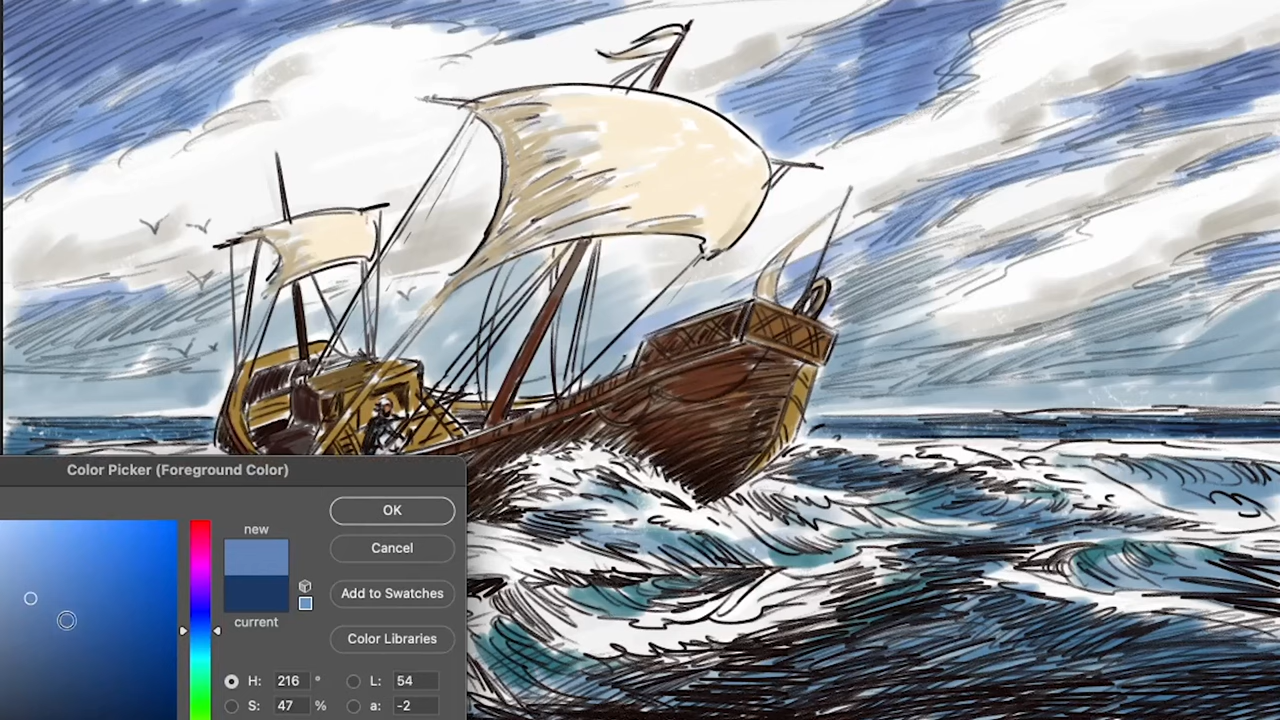 Color Picker (Foreground Color)
new
OK
Cancel
Add to Swatches
current
Color Libraries
H: 216 ° L: 54
S: 47 % a: -2